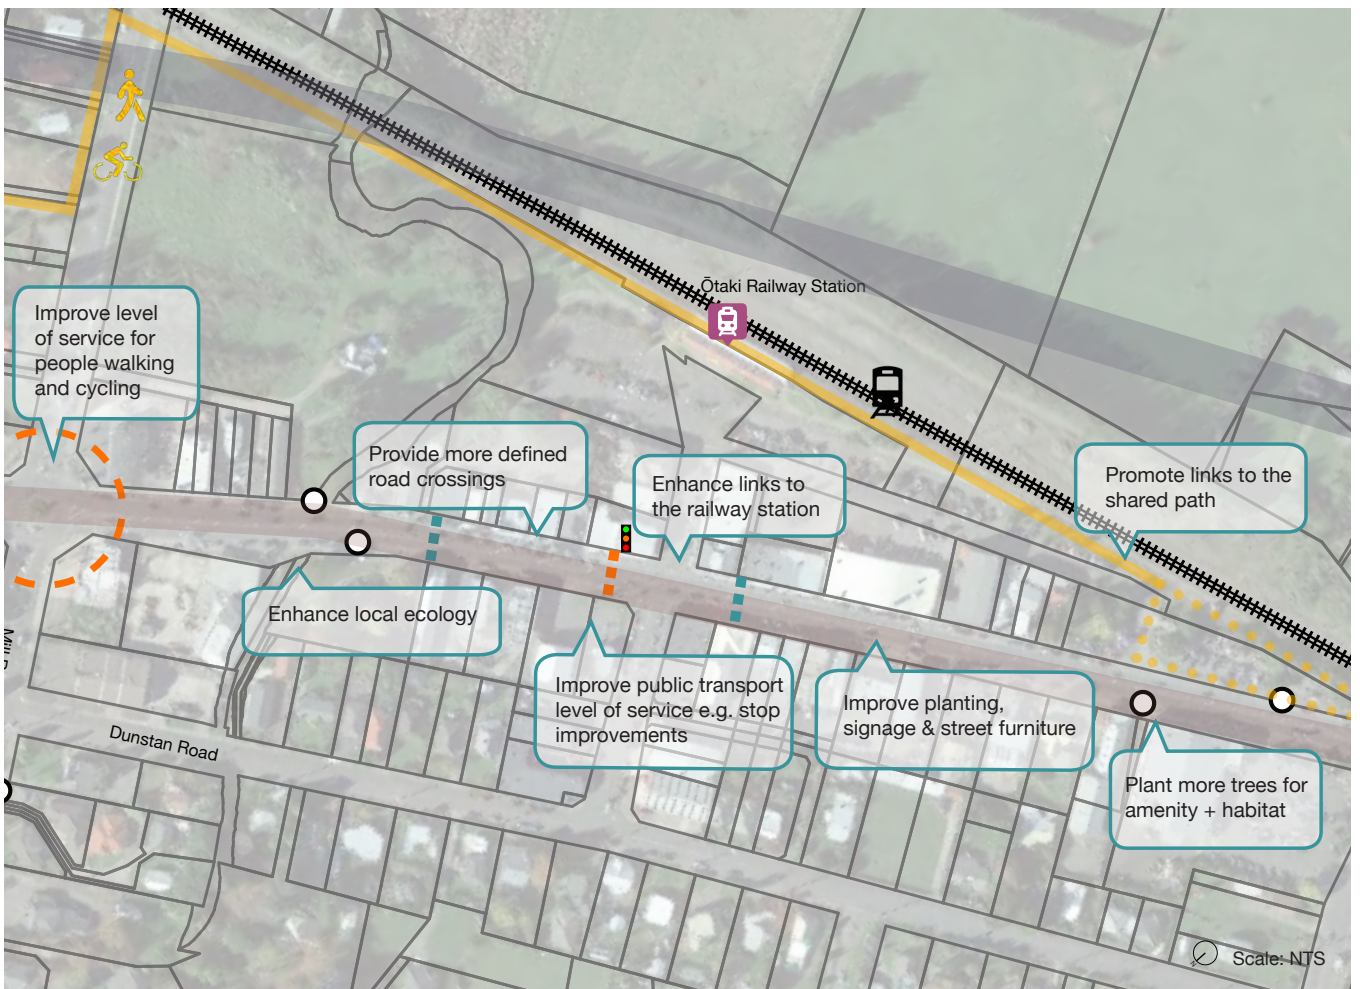 Ōtaki Railway Station
Improve level
of service for
people walking
and cycling
Provide more defined
road crossings
Enhance links to
the railway station
Promote links to the
shared path
Enhance local ecology
Improve public transport
level of service e.g. stop
improvements
Improve planting,
signage & street furniture
Plant more trees for
amenity + habitat
Dunstan Road
Scale: NTS